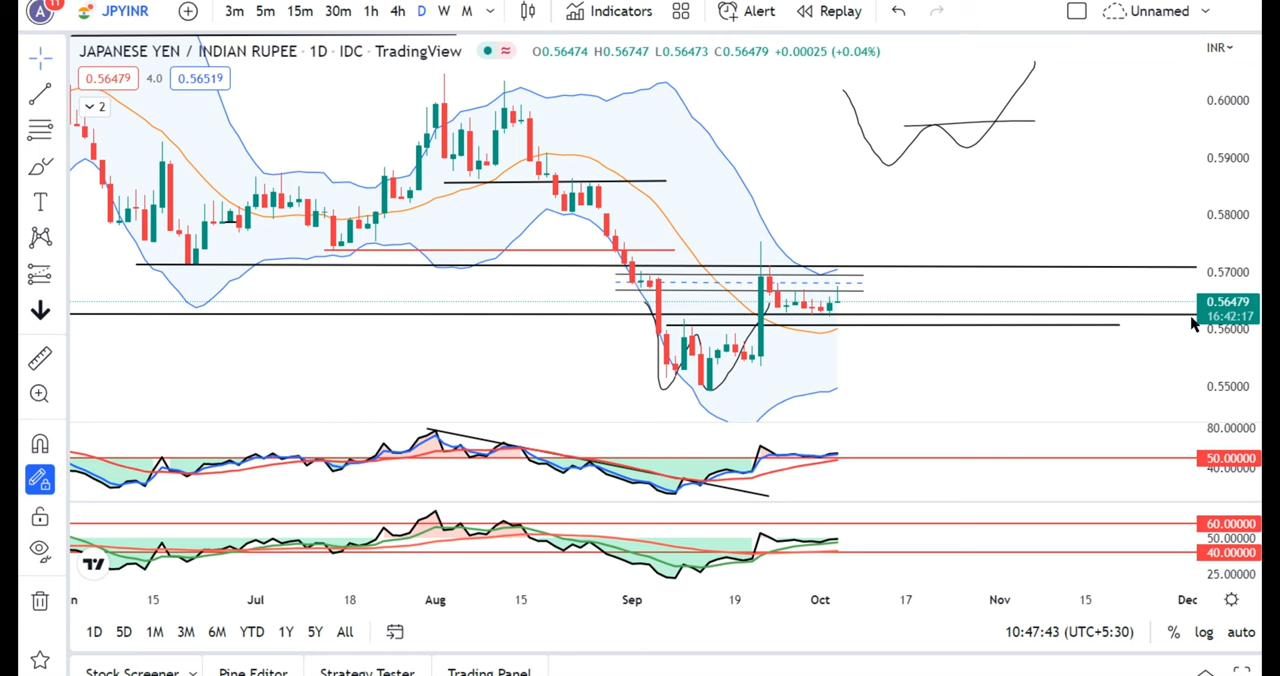 A 11 JPYINR 3m 5m 15m 30m 1h 4h D W M Indicators Alert Replay Unnamed
JAPANESE YEN / INDIAN RUPEE · 1D · IDC · TradingView O0.56474 H0.56747 L0.56473 C0.56479 +0.00025 (+0.04%) INR
0.56479 4.0 0.56519
2
0.60000
0.59000
0.58000
0.57000
0.56479
16:42:17
0.56000
0.55000
80.00000
50.00000
40.00000
60.00000
50.00000
40.00000
25.00000
n 15 Jul 18 Aug 15 Sep 19 Oct 17 Nov 15 Dec
1D 5D 1M 3M 6M YTD 1Y 5Y All 10:47:43 (UTC+5:30) % log auto
Stock Screener Pine Editor Strategy Tester Trading Panel